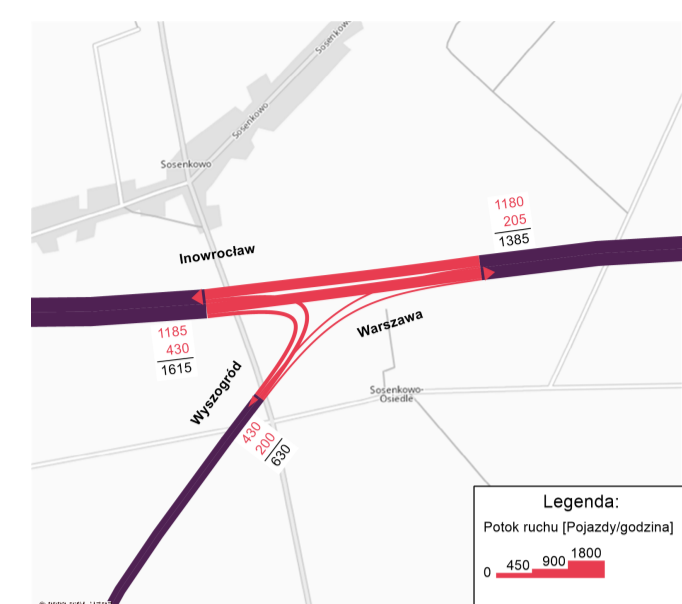 Sosenkowo
Sosenkowo
Sosenkowo
1180
205
1385
Inowrocław
Warszawa
1185
430
1615
Wyszogród
Sosenkowo-
Osiedle
430
200
630
Legenda:
Potok ruchu [Pojazdy/godzina]
0 450 900 1800